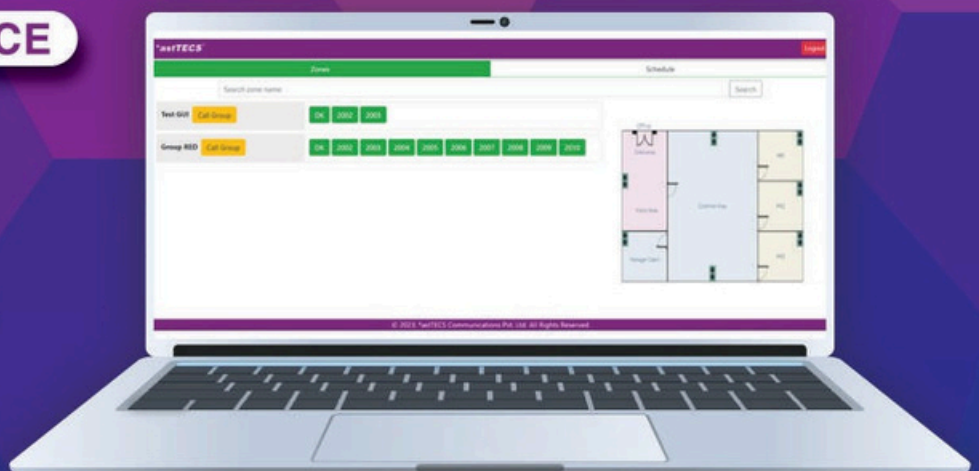 CE
*astTECS
Logout
Zones
Schedule
Search zone name
Search
Test GUI
Call Group
OK
2002
2003
Group RED
Call Group
OK
2002
2003
2004
2005
2006
2007
2008
2009
2010
Office
Entrance
© 2023 *astTECS Communications Pvt. Ltd. All Rights Reserved